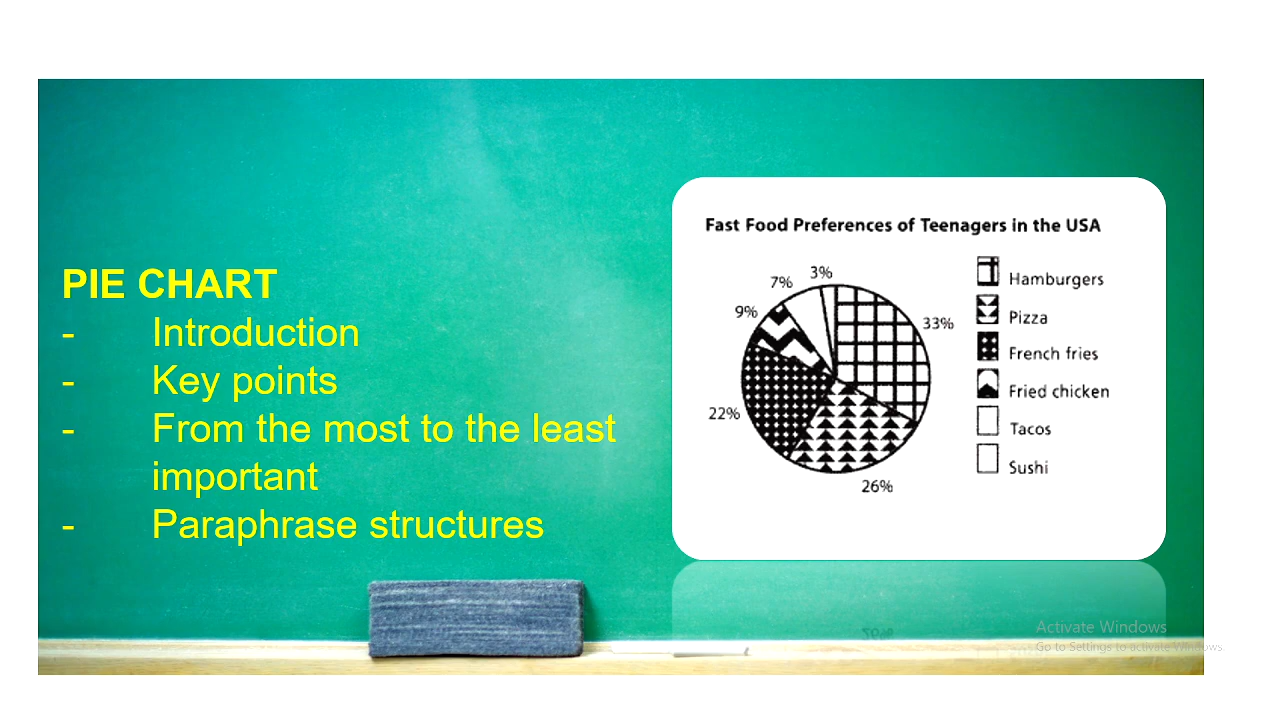 PIE CHART
- Introduction
- Key points
- From the most to the least
important
- Paraphrase structures
Fast Food Preferences of Teenagers in the USA
3%
7%
9%
33%
22%
26%
Hamburgers
Pizza
French fries
Fried chicken
Tacos
Sushi
Activate Windows
Go to Settings to activate Windows